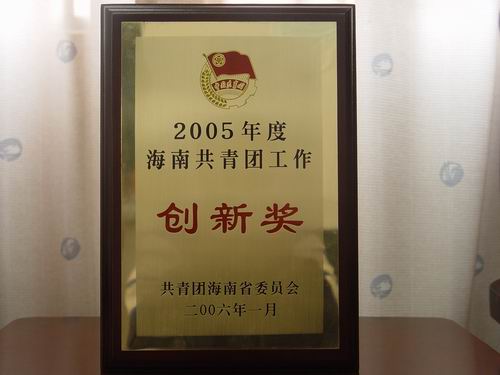 2005年度
海南共青团工作
创新奖
共青团海南省委员会
二00六年一月